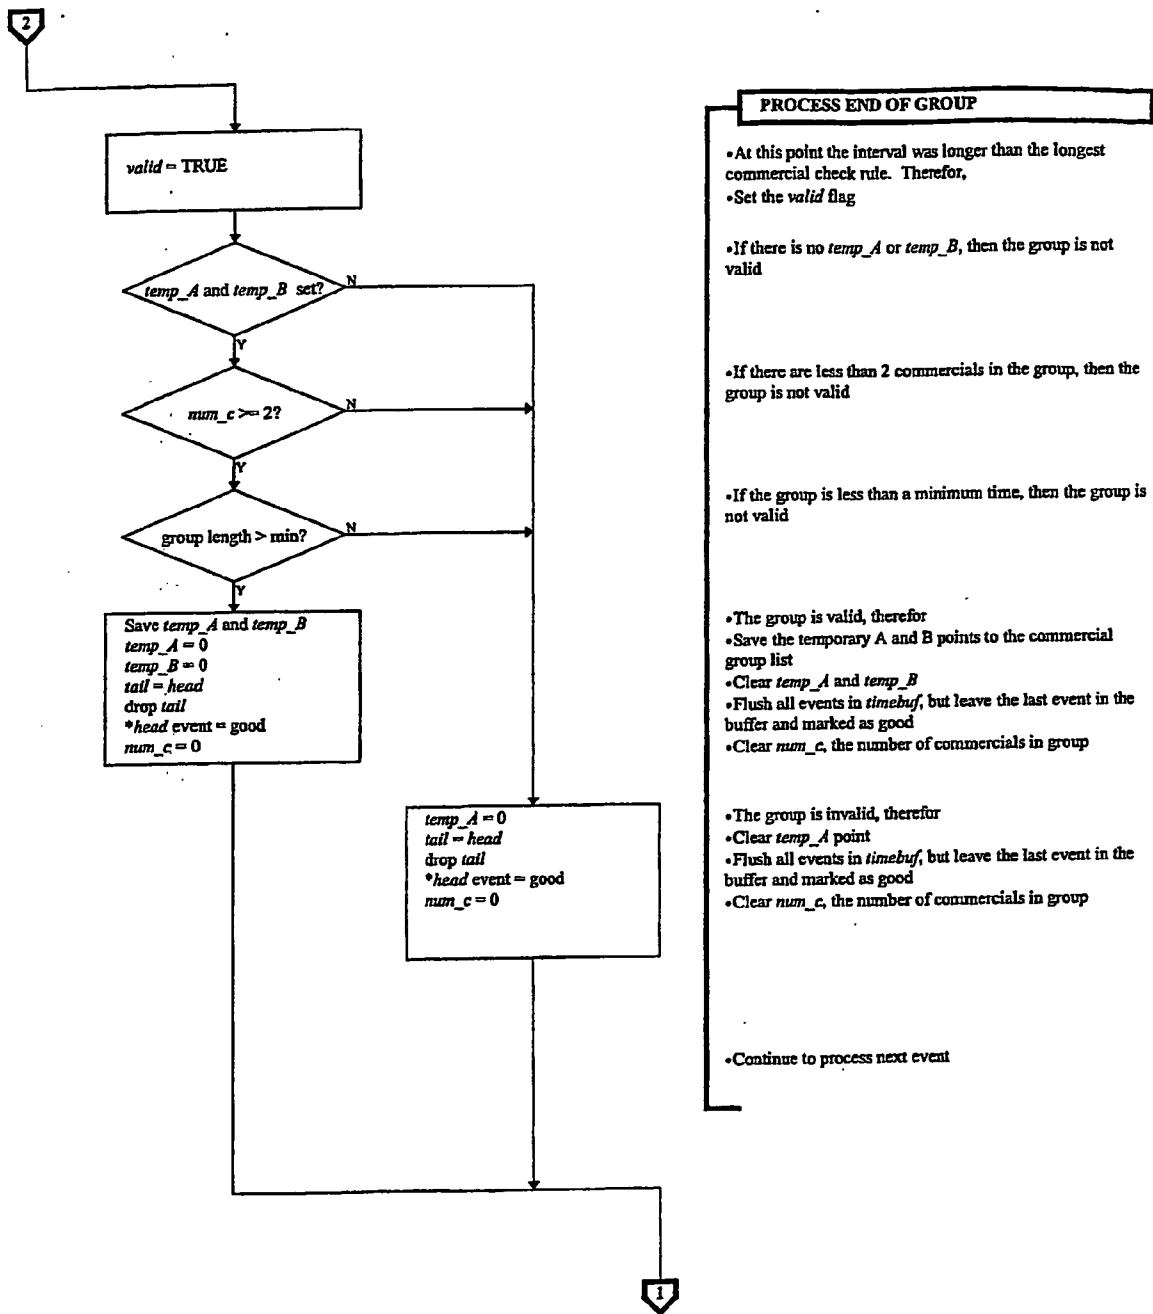 2
valid = TRUE
temp_A and temp_B set?
N
Y
num_c >= 2?
N
Y
group length > min?
N
Y
Save temp_A and temp_B
temp_A = 0
temp_B = 0
tail = head
drop tail
*head event = good
num_c = 0
temp_A = 0
tail = head
drop tail
*head event = good
num_c = 0
1
PROCESS END OF GROUP
•At this point the interval was longer than the longest
commercial check rule. Therefor,
•Set the valid flag
•If there is no temp_A or temp_B, then the group is not
valid
•If there are less than 2 commercials in the group, then the
group is not valid
•If the group is less than a minimum time, then the group is
not valid
•The group is valid, therefor
•Save the temporary A and B points to the commercial
group list
•Clear temp_A and temp_B
•Flush all events in timebuf, but leave the last event in the
buffer and marked as good
•Clear num_c, the number of commercials in group
•The group is invalid, therefor
•Clear temp_A point
•Flush all events in timebuf, but leave the last event in the
buffer and marked as good
•Clear num_c, the number of commercials in group
•Continue to process next event